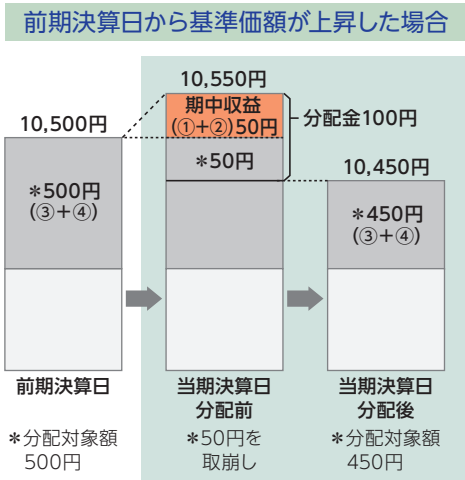 前期決算日から基準価額が上昇した場合
10,550円
期中収益
(①+②)50円
分配金100円
10,500円
＊50円
10,450円
＊500円
(③+④)
＊450円
(③+④)
前期決算日
当期決算日
分配前
当期決算日
分配後
＊分配対象額
500円
＊50円を
取崩し
＊分配対象額
450円